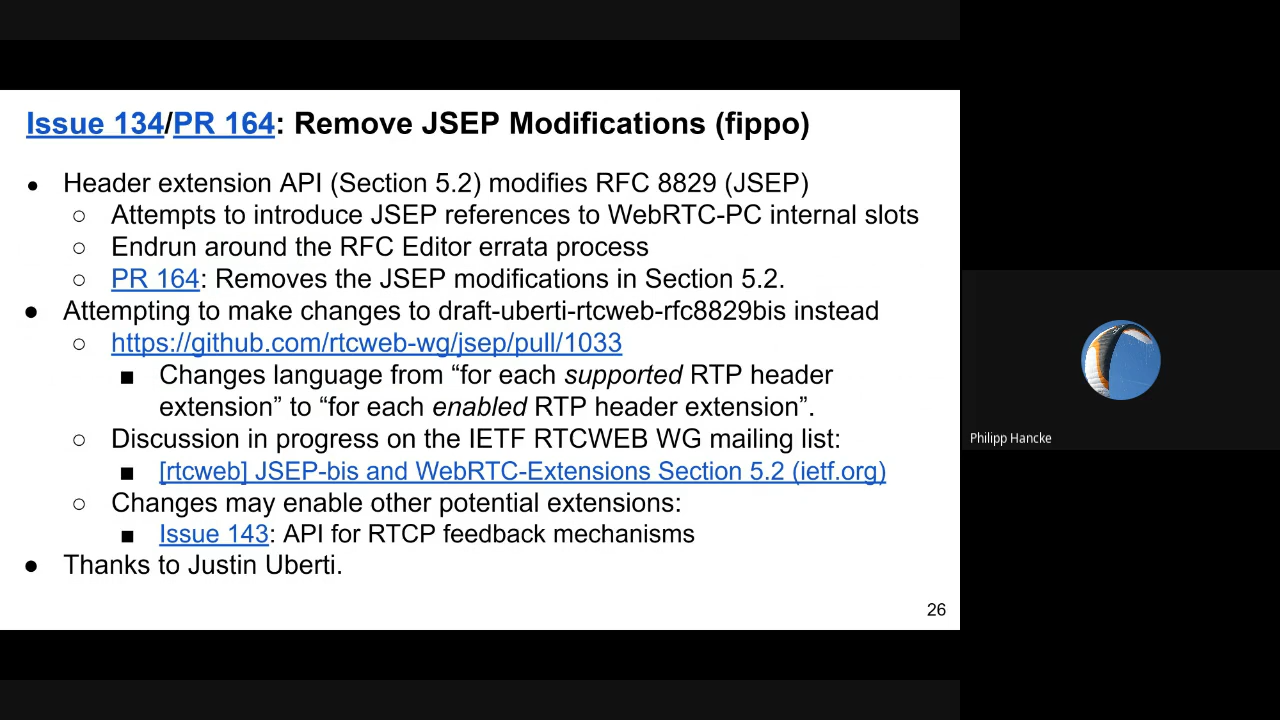 Issue 134/PR 164: Remove JSEP Modifications (fippo)
● Header extension API (Section 5.2) modifies RFC 8829 (JSEP)
○ Attempts to introduce JSEP references to WebRTC-PC internal slots
○ Endrun around the RFC Editor errata process
○ PR 164: Removes the JSEP modifications in Section 5.2.
● Attempting to make changes to draft-uberti-rtcweb-rfc8829bis instead
○ https://github.com/rtcweb-wg/jsep/pull/1033
■ Changes language from “for each supported RTP header
extension” to “for each enabled RTP header extension”.
○ Discussion in progress on the IETF RTCWEB WG mailing list:
■ [rtcweb] JSEP-bis and WebRTC-Extensions Section 5.2 (ietf.org)
○ Changes may enable other potential extensions:
■ Issue 143: API for RTCP feedback mechanisms
● Thanks to Justin Uberti.
26
Philipp Hancke